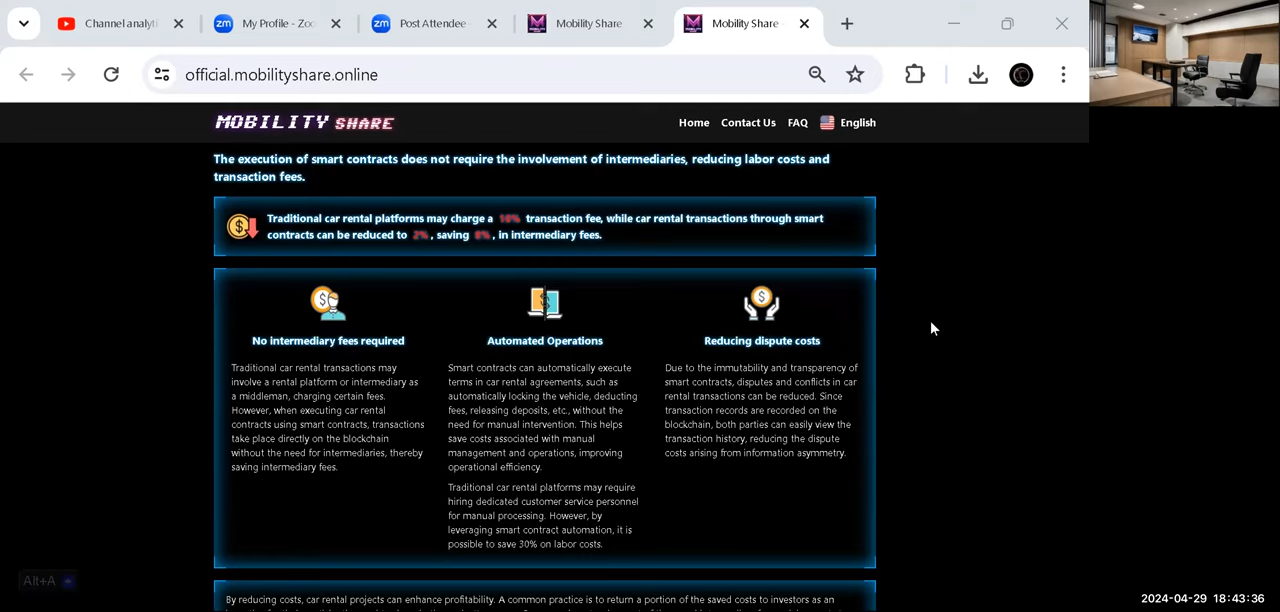 Channel analyti
My Profile - Zoo
Post Attendee -
Mobility Share
Mobility Share
official.mobilityshare.online
MOBILITY SHARE
Home Contact Us FAQ English
The execution of smart contracts does not require the involvement of intermediaries, reducing labor costs and
transaction fees.
Traditional car rental platforms may charge a 10% transaction fee, while car rental transactions through smart
contracts can be reduced to 2% , saving 8% , in intermediary fees.
No intermediary fees required
Traditional car rental transactions may
involve a rental platform or intermediary as
a middleman, charging certain fees.
However, when executing car rental
contracts using smart contracts, transactions
take place directly on the blockchain
without the need for intermediaries, thereby
saving intermediary fees.
Automated Operations
Smart contracts can automatically execute
terms in car rental agreements, such as
automatically locking the vehicle, deducting
fees, releasing deposits, etc., without the
need for manual intervention. This helps
save costs associated with manual
management and operations, improving
operational efficiency.
Traditional car rental platforms may require
hiring dedicated customer service personnel
for manual processing. However, by
leveraging smart contract automation, it is
possible to save 30% on labor costs.
Reducing dispute costs
Due to the immutability and transparency of
smart contracts, disputes and conflicts in car
rental transactions can be reduced. Since
transaction records are recorded on the
blockchain, both parties can easily view the
transaction history, reducing the dispute
costs arising from information asymmetry.
By reducing costs, car rental projects can enhance profitability. A common practice is to return a portion of the saved costs to investors as an
Alt+A
2024-04-29 18:43:36